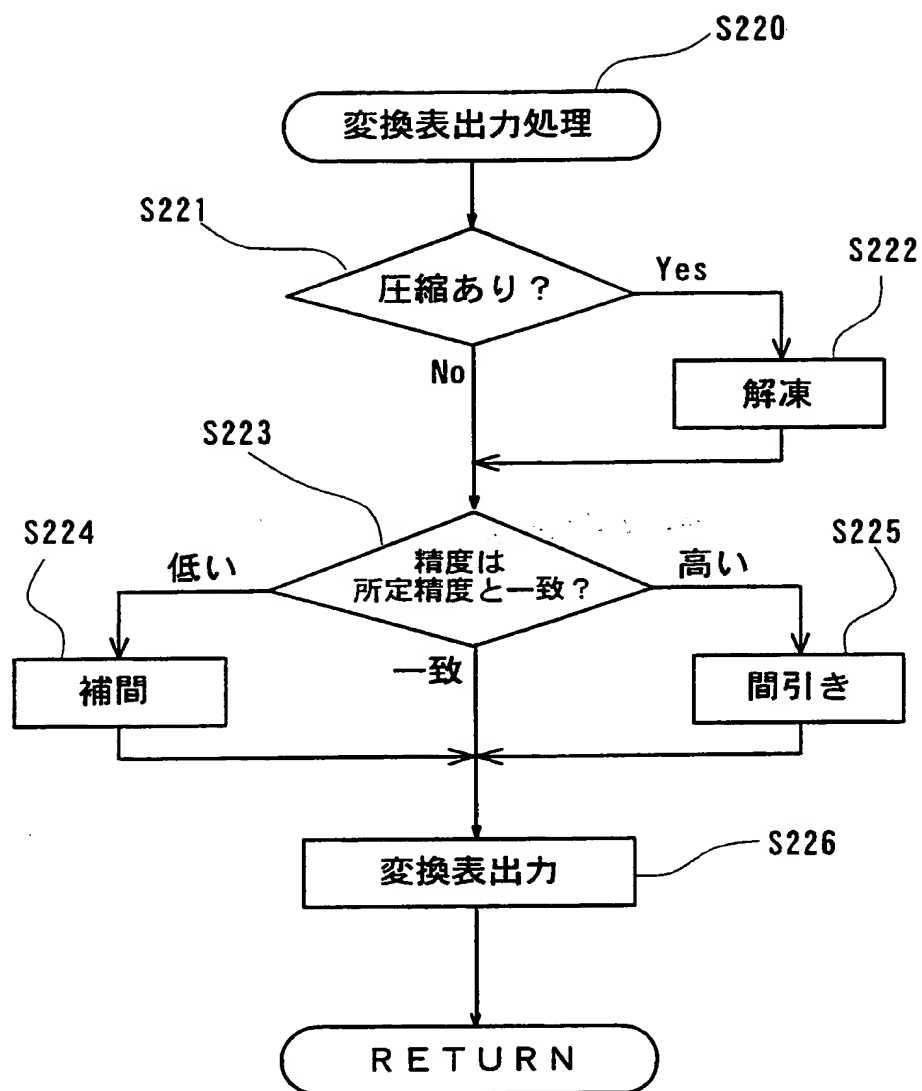 S220
変換表出力処理
S221
圧縮あり？
Yes
S222
No
解凍
S223
S224
低い
精度は
所定精度と一致？
高い
S225
補間
一致
間引き
S226
変換表出力
RETURN